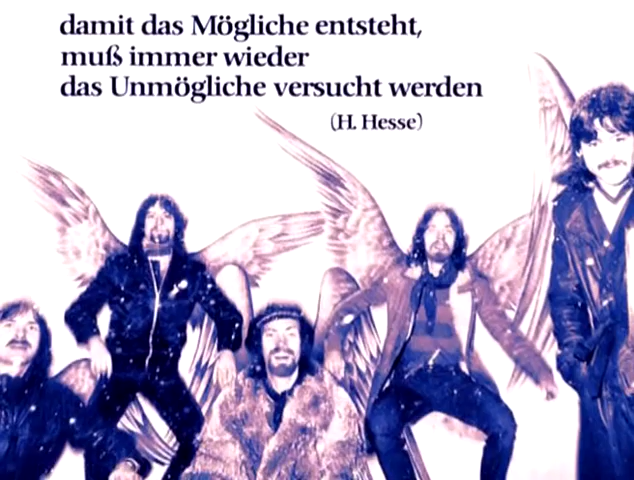 damit das Mögliche entsteht,
muß immer wieder
das Unmögliche versucht werden
(H. Hesse)